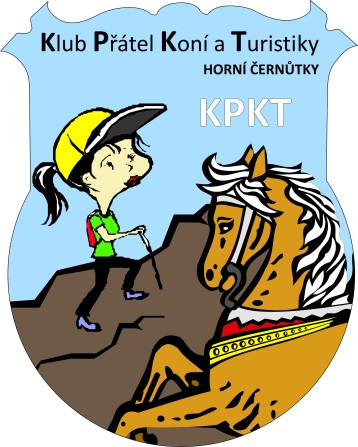 Klub Přátel Koní a Turistiky
HORNÍ ČERNŮTKY
KPKT